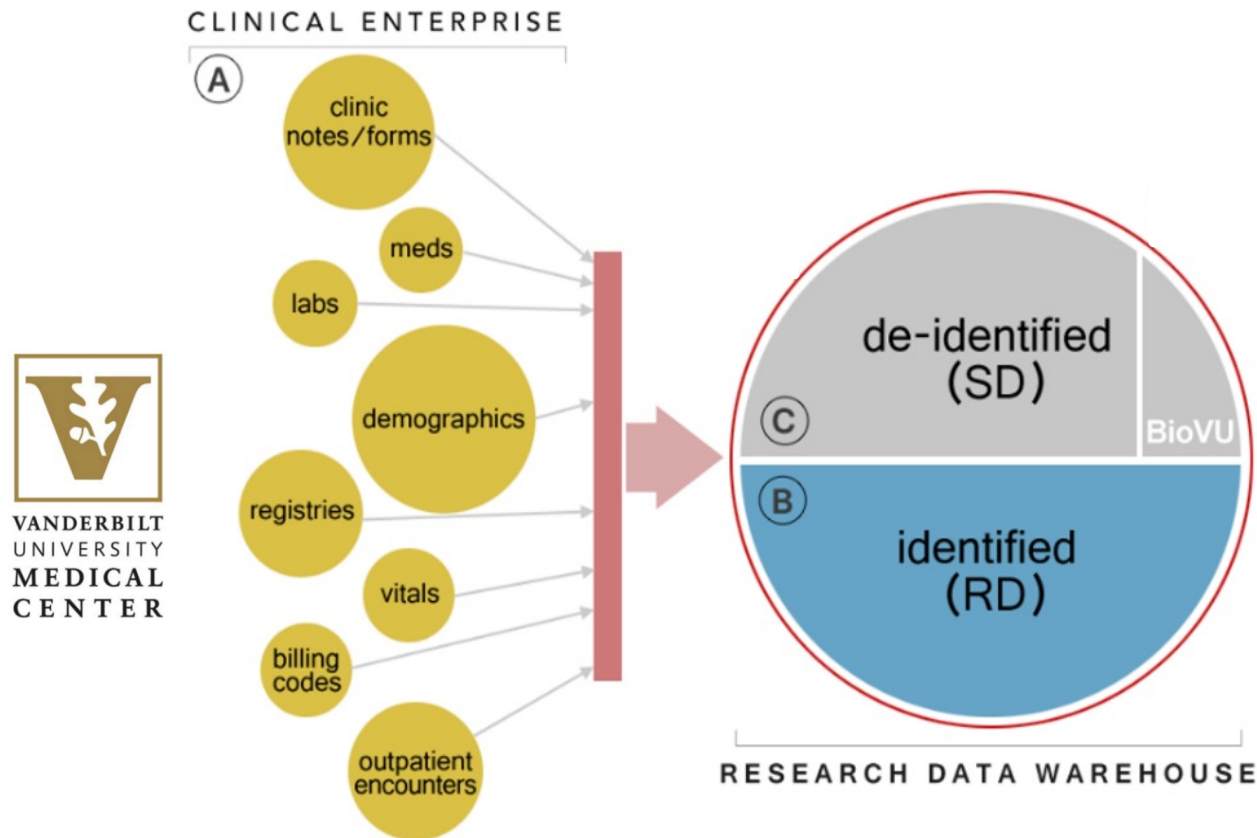 CLINICAL ENTERPRISE
A
clinic
notes/forms
meds
labs
demographics
registries
vitals
billing
codes
outpatient
encounters
V
VANDERBILT
UNIVERSITY
MEDICAL
CENTER
de-identified
(SD)
C
BioVU
B
identified
(RD)
RESEARCH DATA WAREHOUSE